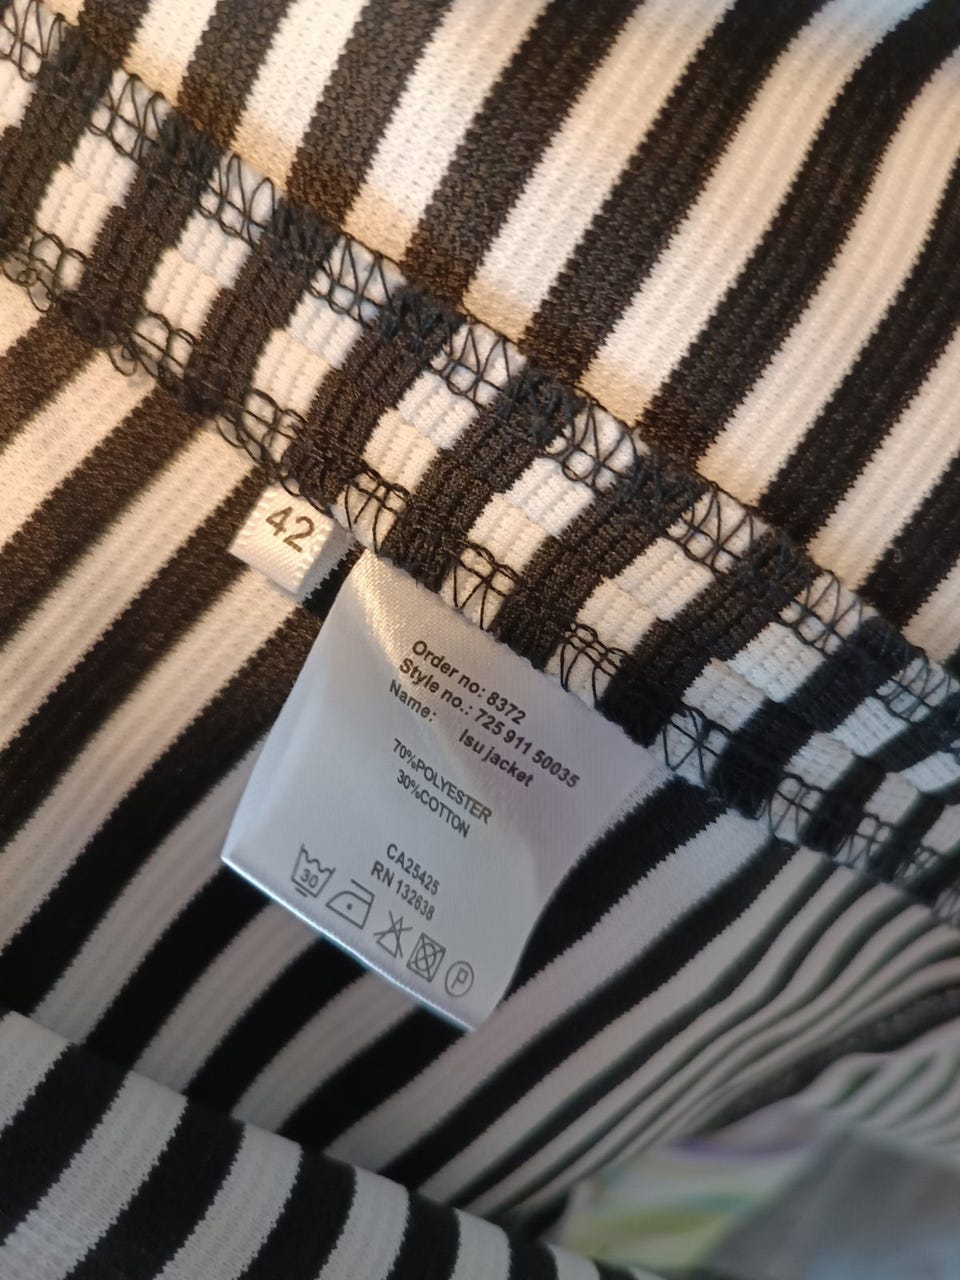 42
Order no: 8372
Style no.: 725 911 50035
Name: Isu jacket
70%POLYESTER
30%COTTON
CA25425
RN 132638
30
P